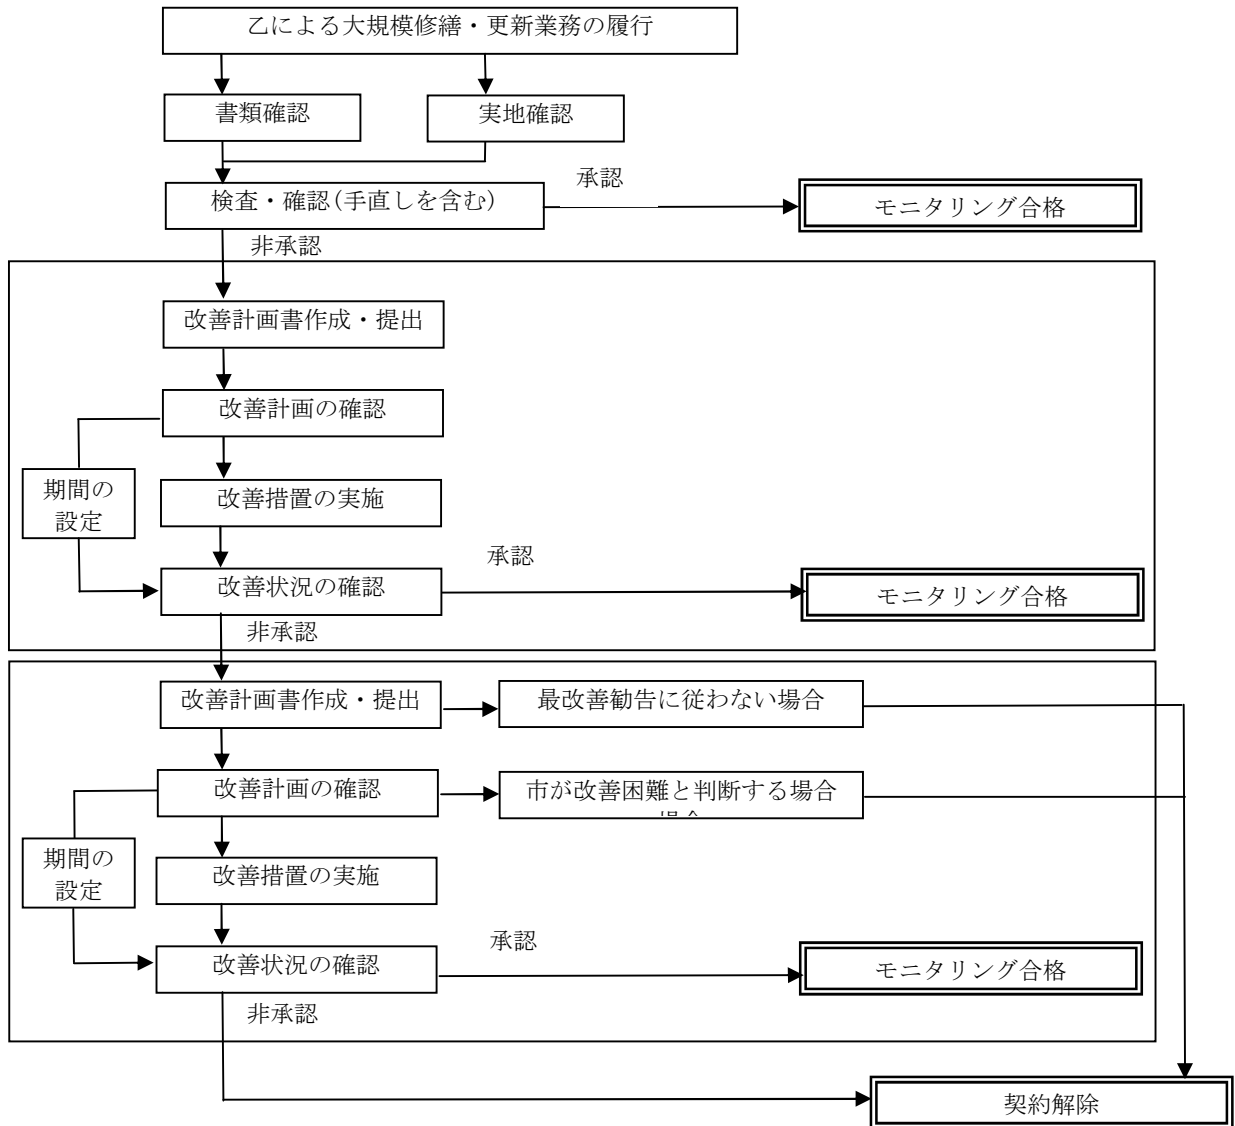 乙による大規模修繕・更新業務の履行
書類確認
実地確認
検査・確認(手直しを含む)
承認
モニタリング合格
非承認
改善計画書作成・提出
改善計画の確認
期間の
設定
改善措置の実施
改善状況の確認
承認
モニタリング合格
非承認
改善計画書作成・提出
最改善勧告に従わない場合
改善計画の確認
市が改善困難と判断する場合
期間の
設定
改善措置の実施
改善状況の確認
承認
モニタリング合格
非承認
契約解除